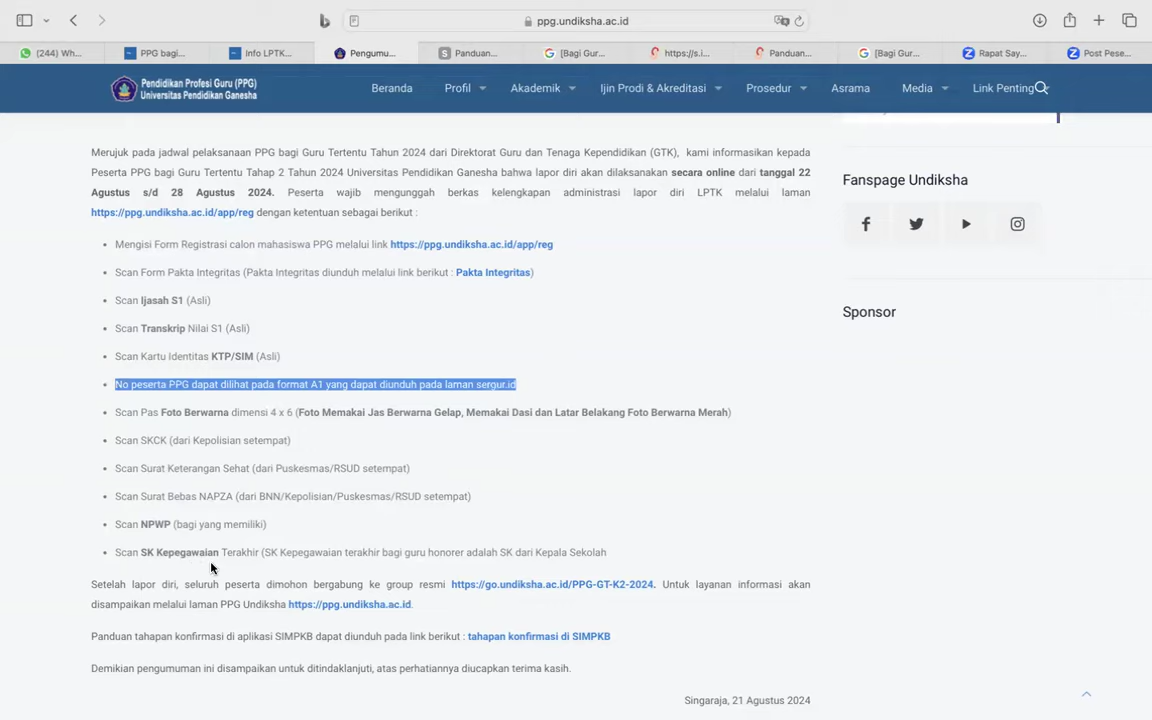 ppg.undiksha.ac.id
(244) Wh...
PPG bagi...
Info LPTK...
Pengumu...
Panduan...
[Bagi Gur...
https://s.i...
Panduan...
[Bagi Gur...
Rapat Say...
Post Pese...
Pendidikan Profesi Guru (PPG)
Universitas Pendidikan Ganesha
Beranda
Profil
Akademik
Ijin Prodi & Akreditasi
Prosedur
Asrama
Media
Link Penting
Merujuk pada jadwal pelaksanaan PPG bagi Guru Tertentu Tahun 2024 dari Direktorat Guru dan Tenaga Kependidikan (GTK), kami informasikan kepada
Peserta PPG bagi Guru Tertentu Tahap 2 Tahun 2024 Universitas Pendidikan Ganesha bahwa lapor diri akan dilaksanakan secara online dari tanggal 22
Agustus s/d 28 Agustus 2024. Peserta wajib mengunggah berkas kelengkapan administrasi lapor diri LPTK melalui laman
https://ppg.undiksha.ac.id/app/reg dengan ketentuan sebagai berikut :
• Mengisi Form Registrasi calon mahasiswa PPG melalui link https://ppg.undiksha.ac.id/app/reg
• Scan Form Pakta Integritas (Pakta Integritas diunduh melalui link berikut : Pakta Integritas)
• Scan Ijasah S1 (Asli)
• Scan Transkrip Nilai S1 (Asli)
• Scan Kartu Identitas KTP/SIM (Asli)
• No peserta PPG dapat dilihat pada format A1 yang dapat diunduh pada laman sergur.id
• Scan Pas Foto Berwarna dimensi 4 x 6 (Foto Memakai Jas Berwarna Gelap, Memakai Dasi dan Latar Belakang Foto Berwarna Merah)
• Scan SKCK (dari Kepolisian setempat)
• Scan Surat Keterangan Sehat (dari Puskesmas/RSUD setempat)
• Scan Surat Bebas NAPZA (dari BNN/Kepolisian/Puskesmas/RSUD setempat)
• Scan NPWP (bagi yang memiliki)
• Scan SK Kepegawaian Terakhir (SK Kepegawaian terakhir bagi guru honorer adalah SK dari Kepala Sekolah
Setelah lapor diri, seluruh peserta dimohon bergabung ke group resmi https://go.undiksha.ac.id/PPG-GT-K2-2024. Untuk layanan informasi akan
disampaikan melalui laman PPG Undiksha https://ppg.undiksha.ac.id.
Panduan tahapan konfirmasi di aplikasi SIMPKB dapat diunduh pada link berikut : tahapan konfirmasi di SIMPKB
Demikian pengumuman ini disampaikan untuk ditindaklanjuti, atas perhatiannya diucapkan terima kasih.
Singaraja, 21 Agustus 2024
Fanspage Undiksha
Sponsor